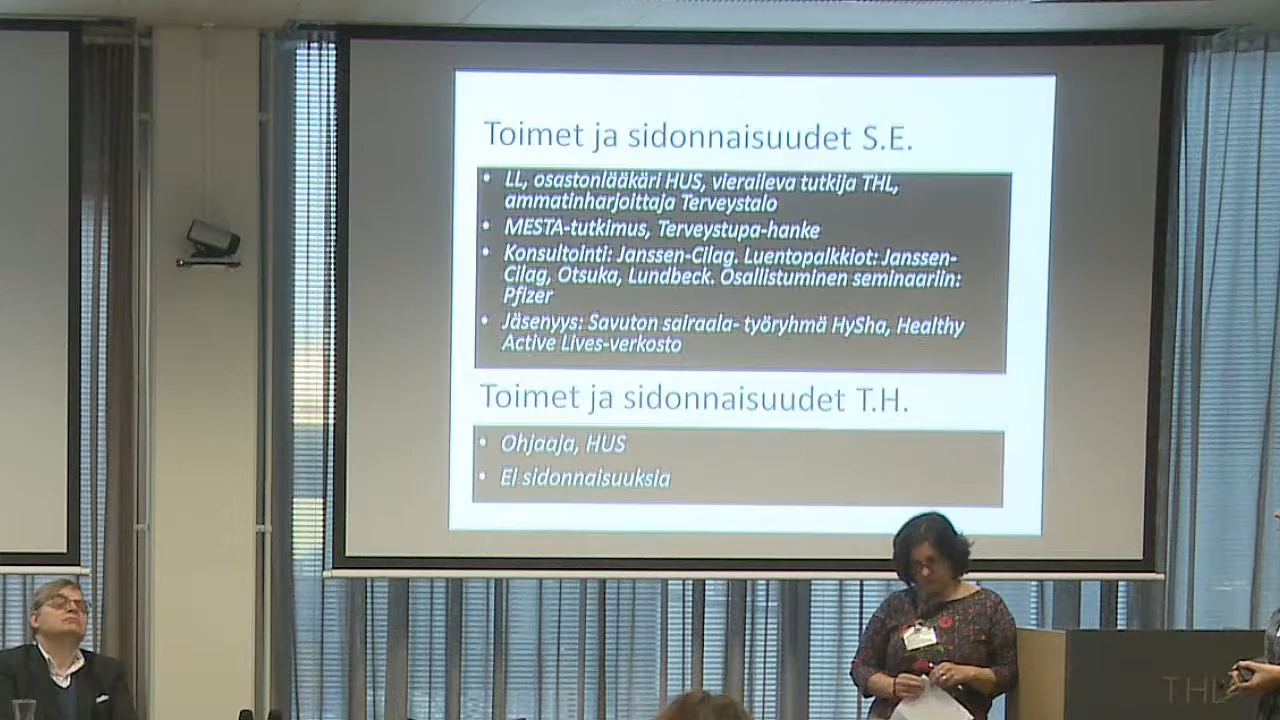 Toimet ja sidonnaisuudet S.E.
• LL, osastonlääkäri HUS, vieraileva tutkija THL,
ammatinharjoittaja Terveystalo
• MESTA-tutkimus, Terveystupa-hanke
• Konsultointi: Janssen-Cilag. Luentopalkkiot: Janssen-
Cilag, Otsuka, Lundbeck. Osallistuminen seminaariin:
Pfizer
• Jäsenyys: Savuton sairaala- työryhmä HySha, Healthy
Active Lives-verkosto
Toimet ja sidonnaisuudet T.H.
• Ohjaaja, HUS
• Ei sidonnaisuuksia
THL